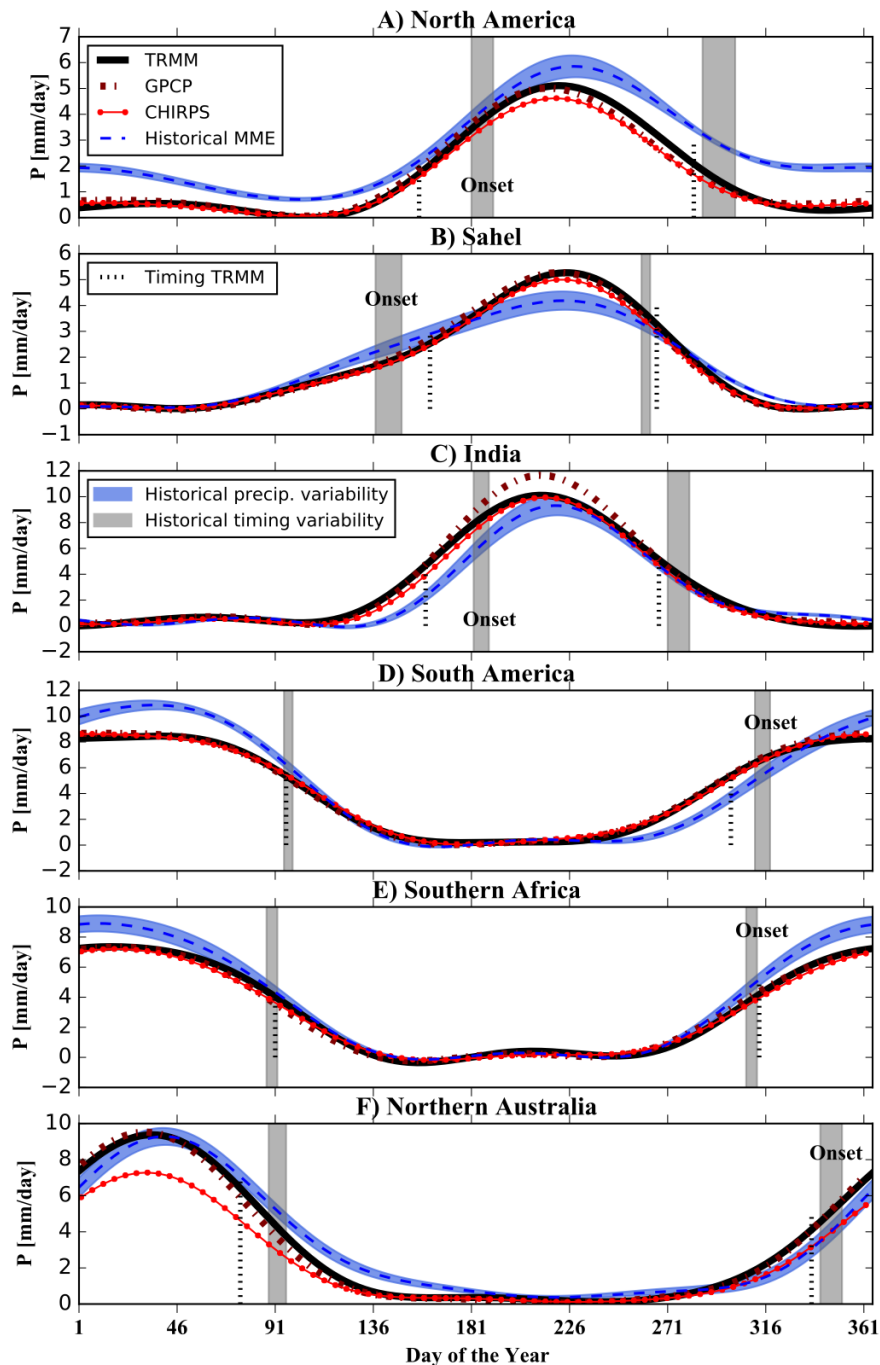 A) North America
7
6
5
4
3
2
1
0
P [mm/day]
TRMM
GPCP
CHIRPS
Historical MME
Onset
B) Sahel
6
5
4
3
2
1
0
−1
P [mm/day]
Timing TRMM
Onset
C) India
12
10
8
6
4
2
0
−2
P [mm/day]
Historical precip. variability
Historical timing variability
Onset
D) South America
12
10
8
6
4
2
0
−2
P [mm/day]
Onset
E) Southern Africa
10
8
6
4
2
0
−2
P [mm/day]
Onset
F) Northern Australia
10
8
6
4
2
0
P [mm/day]
Onset
1 46 91 136 181 226 271 316 361
Day of the Year